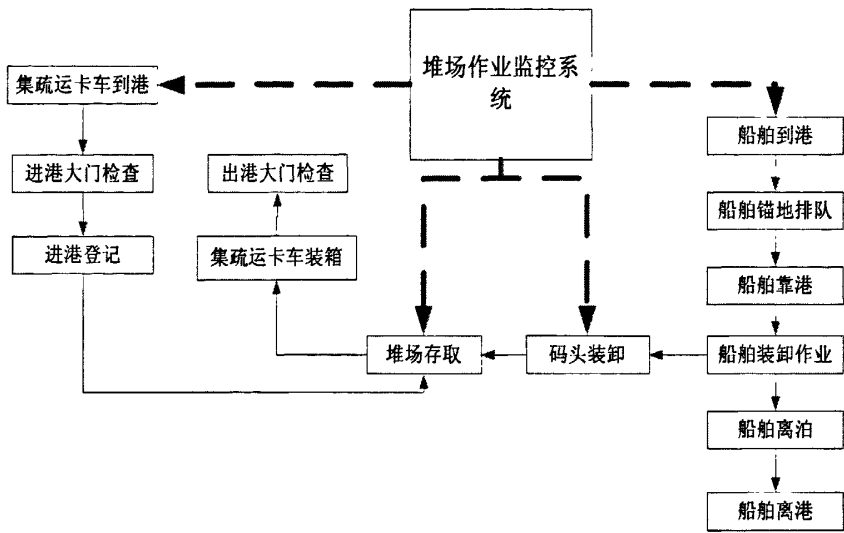 堆场作业监控系
统
集疏运卡车到港
船舶到港
进港大门检查
出港大门检查
船舶锚地排队
进港登记
集疏运卡车装箱
船舶靠港
堆场存取
码头装卸
船舶装卸作业
船舶离泊
船舶离港